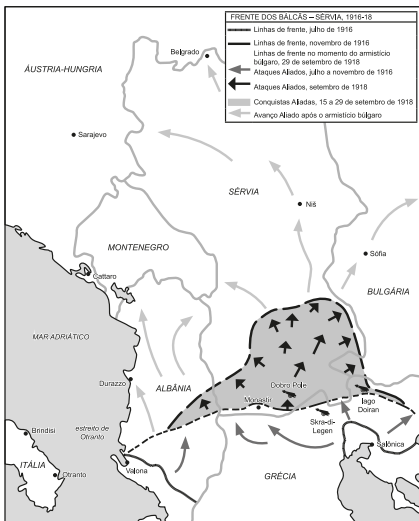 FRENTE DOS BÁLCÃS – SÉRVIA, 1916-18
Linhas de frente, julho de 1916
Linhas de frente, novembro de 1916
Linhas de frente no momento do armistício
búlgaro, 29 de setembro de 1918
Ataques Aliados, julho a novembro de 1916
Ataques Aliados, setembro de 1918
Conquistas Aliadas, 15 a 29 de setembro de 1918
Avanço Aliado após o armistício búlgaro
Belgrado
ÁUSTRIA-HUNGRIA
Sarajevo
SÉRVIA
Niš
MONTENEGRO
Sófia
Cattaro
BULGÁRIA
MAR ADRIÁTICO
Durazzo
ALBÂNIA
Dobro Pole
Monastir
lago
Doiran
Skra-di-
Legen
Brindisi
estreito de
Otranto
Salônica
ITÁLIA
Otranto
Valona
GRÉCIA